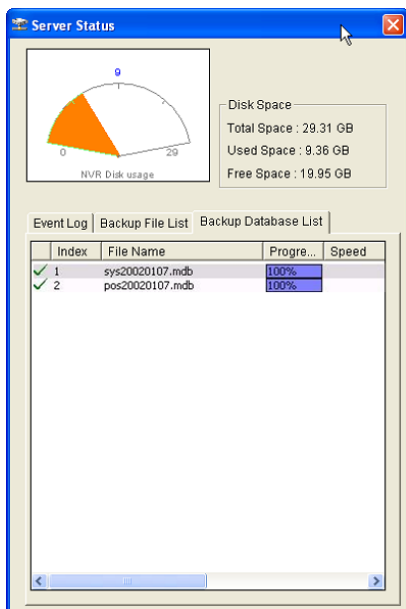 Server Status
9
0
29
NVR Disk usage
Disk Space
Total Space : 29.31 GB
Used Space : 9.36 GB
Free Space : 19.95 GB
Event Log Backup File List Backup Database List
Index File Name Progre... Speed
1 sys20020107.mdb 100%
2 pos20020107.mdb 100%